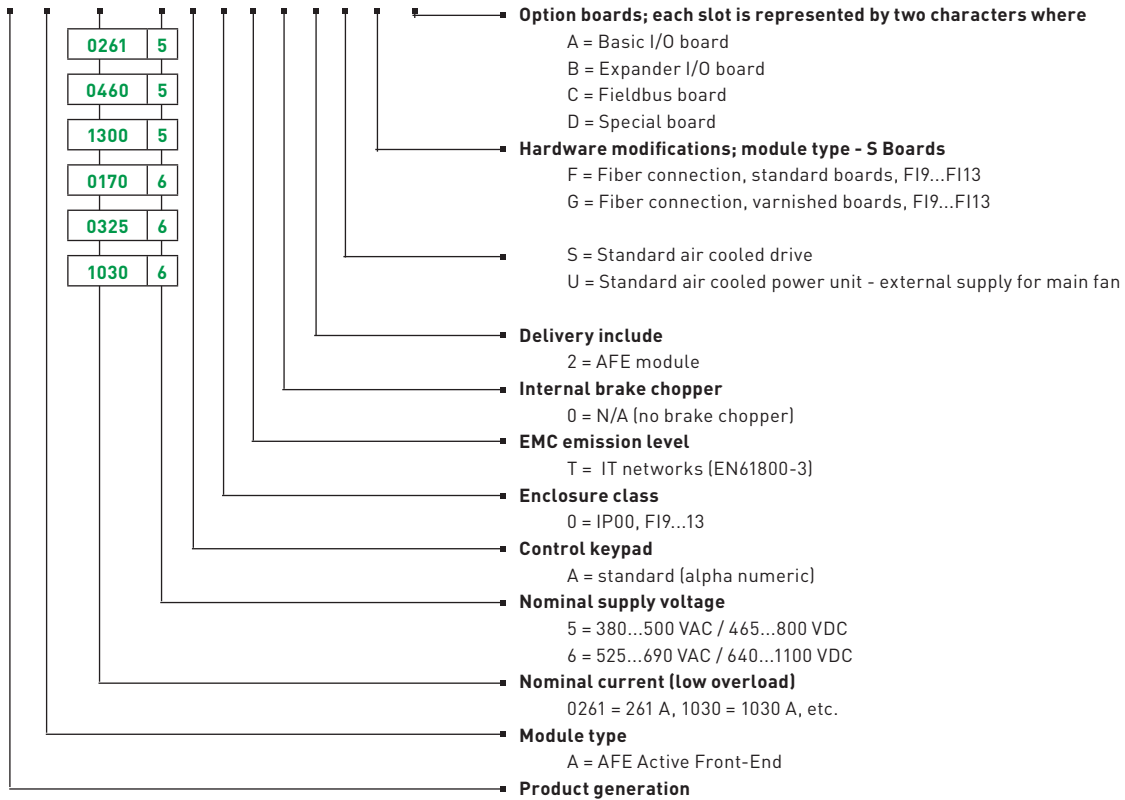 Option boards; each slot is represented by two characters where
0261 5
A = Basic I/O board
B = Expander I/O board
0460 5
C = Fieldbus board
D = Special board
1300 5
Hardware modifications; module type - S Boards
0170 6
F = Fiber connection, standard boards, FI9...FI13
G = Fiber connection, varnished boards, FI9...FI13
0325 6
S = Standard air cooled drive
1030 6
U = Standard air cooled power unit - external supply for main fan
Delivery include
2 = AFE module
Internal brake chopper
0 = N/A (no brake chopper)
EMC emission level
T = IT networks (EN61800-3)
Enclosure class
0 = IP00, FI9...13
Control keypad
A = standard (alpha numeric)
Nominal supply voltage
5 = 380...500 VAC / 465...800 VDC
6 = 525...690 VAC / 640...1100 VDC
Nominal current (low overload)
0261 = 261 A, 1030 = 1030 A, etc.
Module type
A = AFE Active Front-End
Product generation